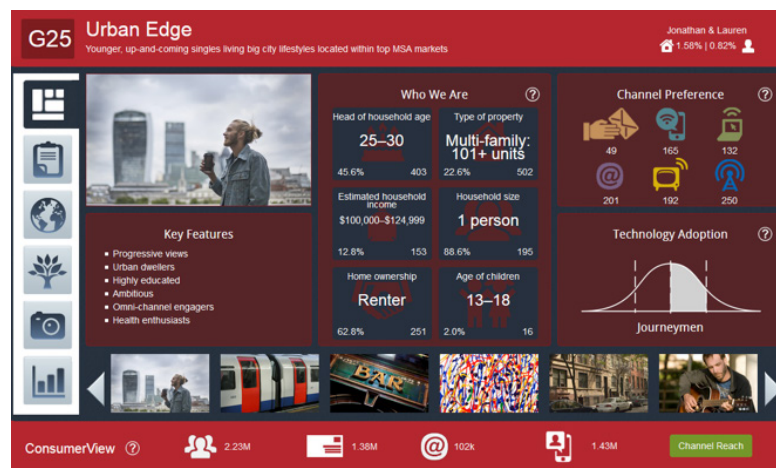 G25
Urban Edge
Younger, up-and-coming singles living big city lifestyles located within top MSA markets
Jonathan & Lauren
1.58% | 0.82%
Who We Are
?
Head of household age
25–30
45.6% 403
Type of property
Multi-family:
101+ units
22.6% 502
Estimated household
income
$100,000–$124,999
12.8% 153
Household size
1 person
88.6% 195
Home ownership
Renter
62.8% 251
Age of children
13–18
2.0% 16
Channel Preference
?
49 165 132
@
201 192 250
Key Features
Progressive views
Urban dwellers
Highly educated
Ambitious
Omni-channel engagers
Health enthusiasts
Technology Adoption
?
Journeymen
BAR
ConsumerView ?
2.23M
1.38M
@ 102k
1.43M
Channel Reach